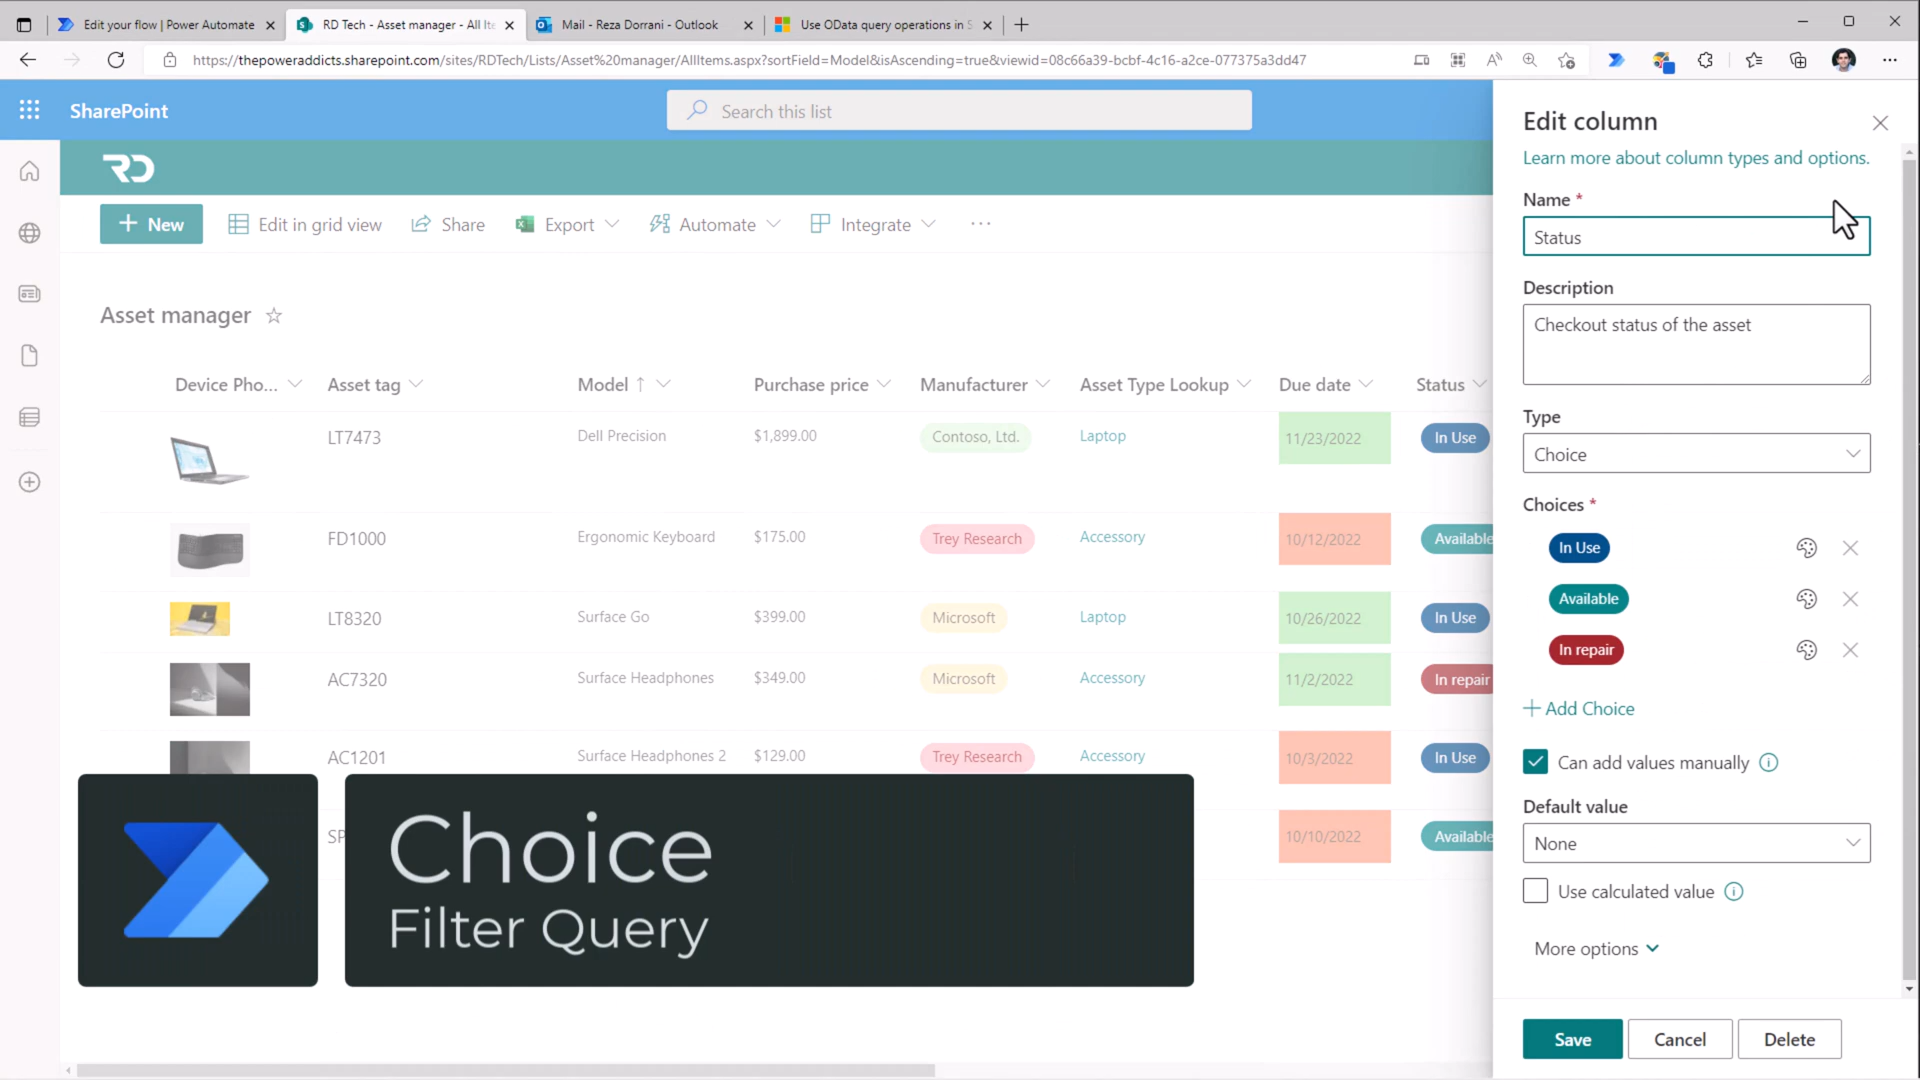 Edit your flow | Power Automate
RD Tech - Asset manager - All Ite
Mail - Reza Dorrani - Outlook
Use OData query operations in S
https://thepoweraddicts.sharepoint.com/sites/RDTech/Lists/Asset%20manager/AllItems.aspx?sortField=Model&isAscending=true&viewid=08c66a39-bcbf-4c16-a2ce-077375a3dd47
SharePoint
Search this list
RD
New
Edit in grid view
Share
Export
Automate
Integrate
Asset manager
Device Pho... Asset tag Model Purchase price Manufacturer Asset Type Lookup Due date Status
LT7473 Dell Precision $1,899.00 Contoso, Ltd. Laptop 11/23/2022 In Use
FD1000 Ergonomic Keyboard $175.00 Trey Research Accessory 10/12/2022 Available
LT8320 Surface Go $399.00 Microsoft Laptop 10/26/2022 In Use
AC7320 Surface Headphones $349.00 Microsoft Accessory 11/2/2022 In repair
AC1201 Surface Headphones 2 $129.00 Trey Research Accessory 10/3/2022 In Use
SP 10/10/2022 Available
Choice
Filter Query
Edit column
Learn more about column types and options.
Name *
Status
Description
Checkout status of the asset
Type
Choice
Choices *
In Use
Available
In repair
Add Choice
Can add values manually
Default value
None
Use calculated value
More options
Save
Cancel
Delete